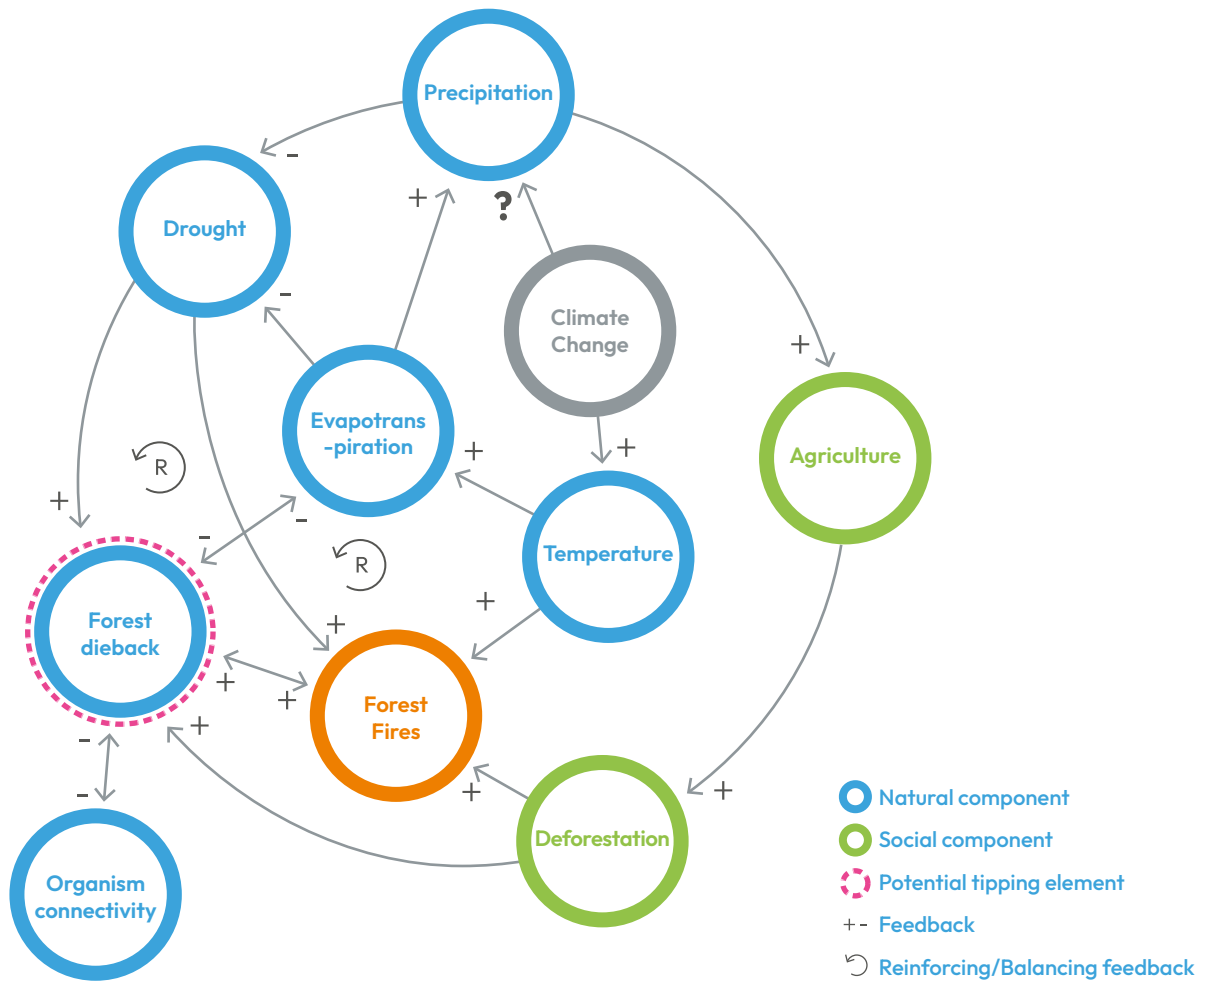 Precipitation
-
Drought
+
?
-
Climate
Change
+
Evapotrans
-piration
+
+
Agriculture
R
+
-
-
R
Temperature
+
+
Forest
dieback
+
+
Forest
Fires
+
-
-
+
+
Deforestation
Organism
connectivity
Natural component
Social component
Potential tipping element
+ - Feedback
Reinforcing/Balancing feedback